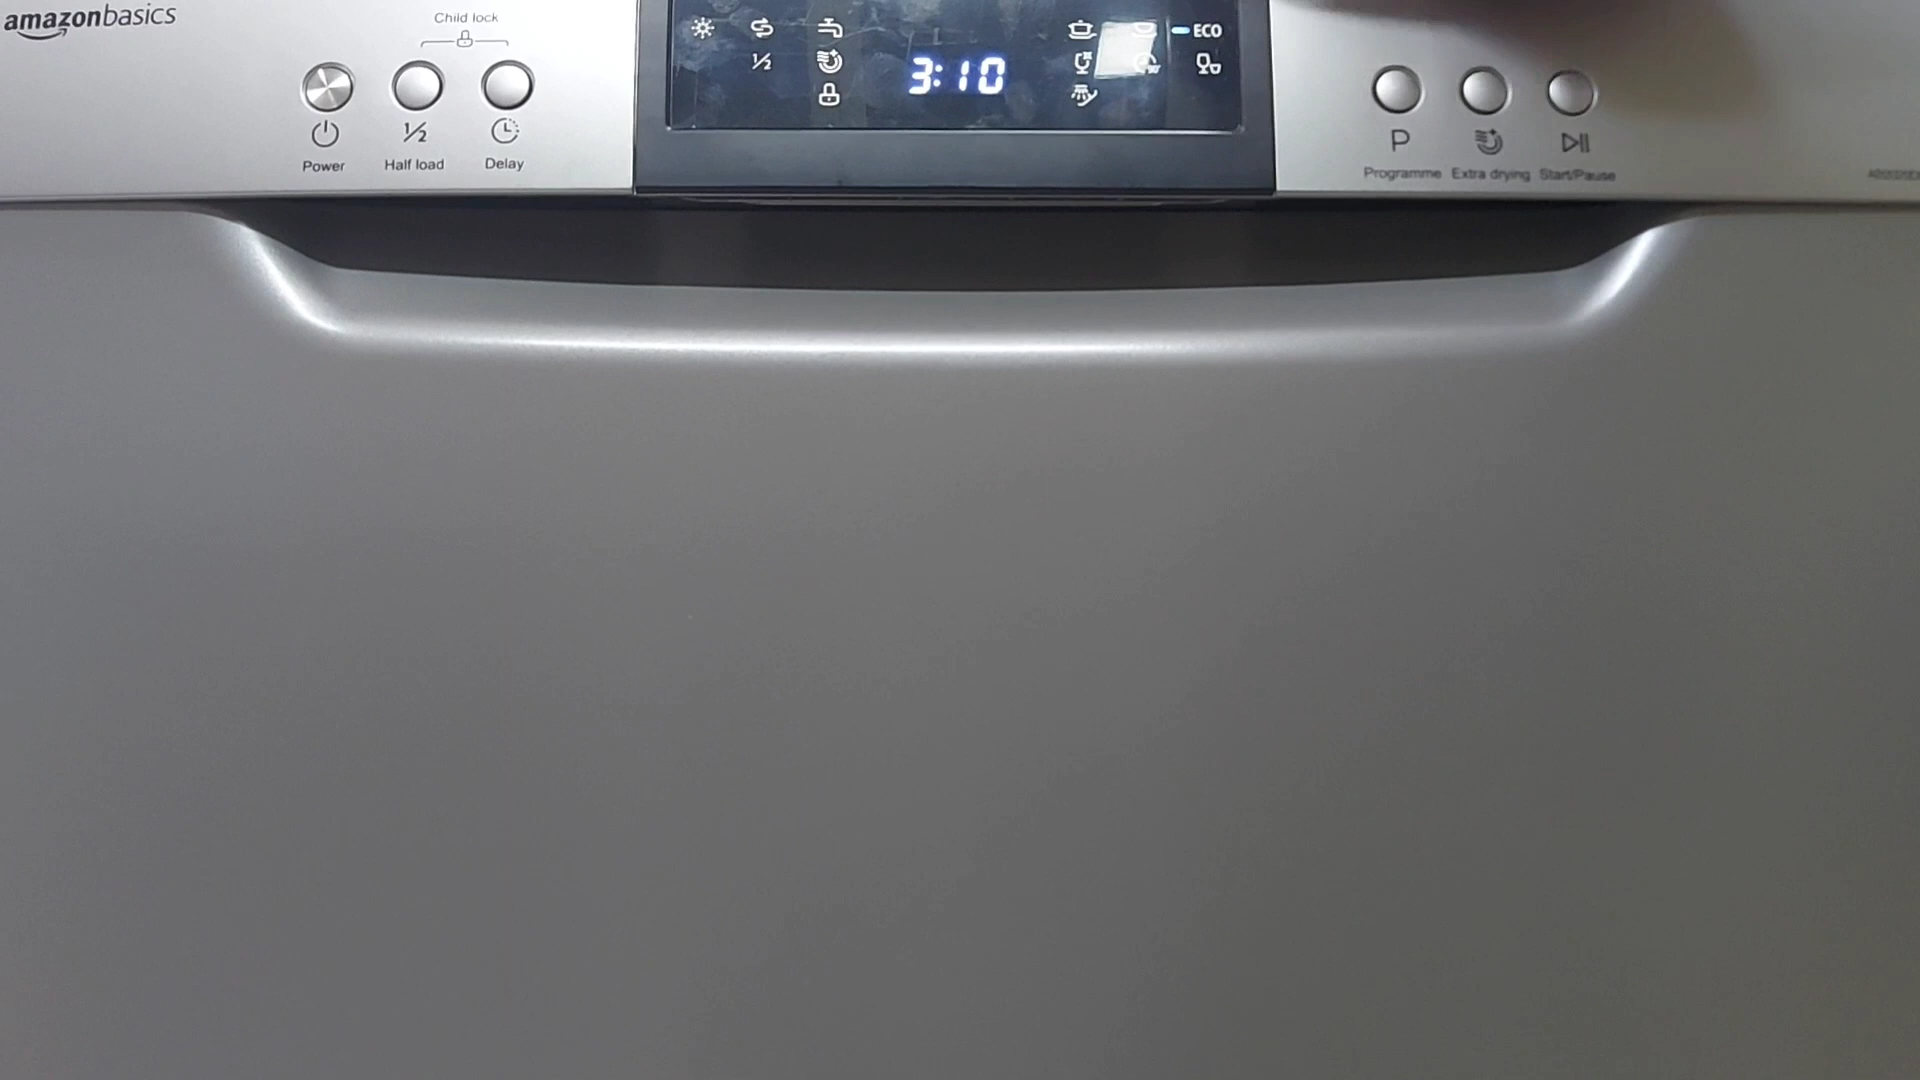 amazonbasics
Child lock
ECO
1/2
3:10
1/2
P
Power
Half load
Delay
Programme
Extra drying
Start/Pause